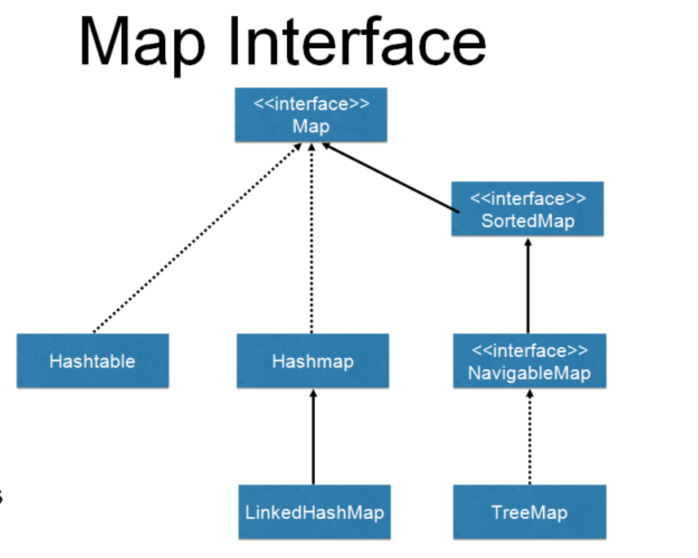 Map Interface
<<interface>>
Map
<<interface>>
SortedMap
Hashtable
Hashmap
<<interface>>
NavigableMap
s
LinkedHashMap
TreeMap